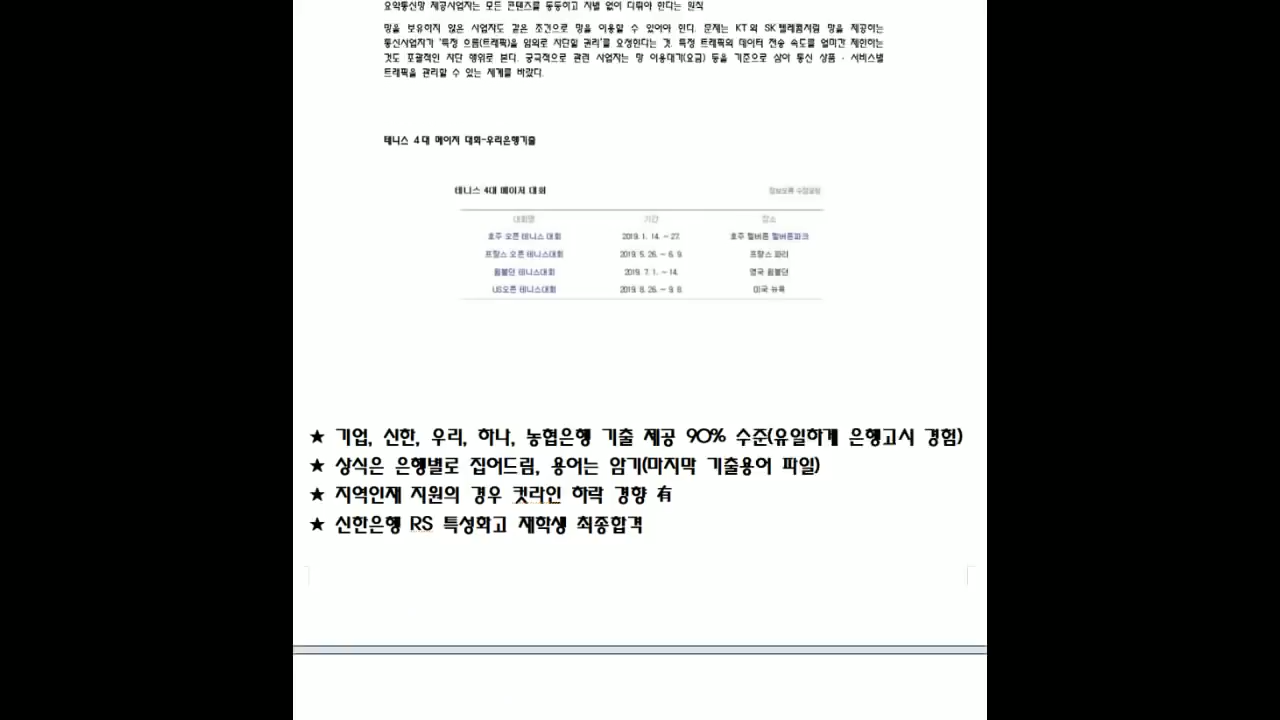 요약통신망 제공사업자는 모든 콘텐츠를 동등하고 차별 없이 다뤄야 한다는 원칙
망을 보유하지 않은 사업자도 같은 조건으로 망을 이용할 수 있어야 한다. 문제는 KT와 SK텔레콤처럼 망을 제공하는
통신사업자가 '특정 흐름(트래픽)을 임의로 차단할 권리'를 요청한다는 것. 특정 트래픽의 데이터 전송 속도를 얼마간 제한하는
것도 포괄적인 차단 행위로 본다. 궁극적으로 관련 사업자는 망 이용대가(요금) 등을 기준으로 삼아 통신 상품 · 서비스별
트래픽을 관리할 수 있는 체계를 바랐다.
테니스 4대 메이저 대회-우리은행기출
테니스 4대 메이저 대회 정보오류 수정요청
대회명 기간 장소
호주 오픈 테니스 대회 2019. 1. 14. ~ 27. 호주 멜버른 멜버른파크
프랑스 오픈 테니스대회 2019. 5. 26. ~ 6. 9. 프랑스 파리
윔블던 테니스대회 2019. 7. 1. ~ 14. 영국 윔블던
US오픈 테니스대회 2019. 8. 26. ~ 9. 8. 미국 뉴욕
★ 기업, 신한, 우리, 하나, 농협은행 기출 제공 90% 수준(유일하게 은행고시 경험)
★ 상식은 은행별로 집어드림, 용어는 암기(마지막 기출용어 파일)
★ 지역인재 지원의 경우 컷라인 하락 경향 有
★ 신한은행 RS 특성화고 재학생 최종합격